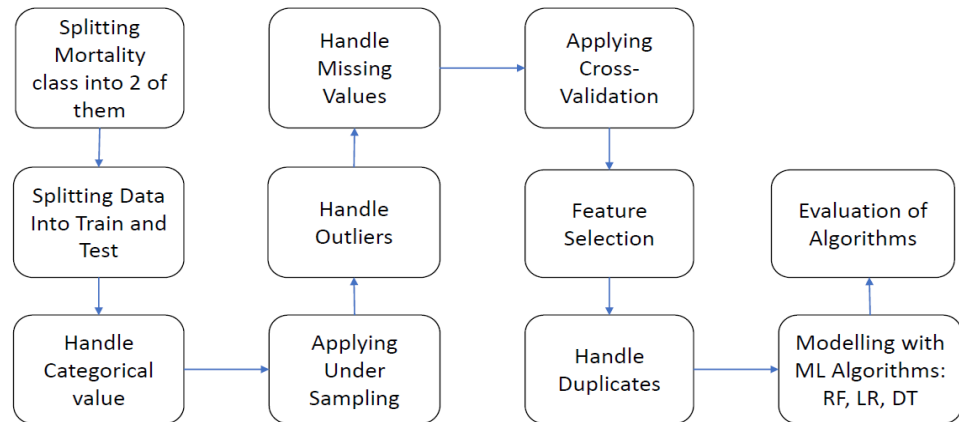 Splitting
Mortality
class into 2 of
them
Splitting Data
Into Train and
Test
Handle
Categorical
value
Applying
Under
Sampling
Handle
Outliers
Handle
Missing
Values
Applying
Cross-
Validation
Feature
Selection
Handle
Duplicates
Modelling with
ML Algorithms:
RF, LR, DT
Evaluation of
Algorithms